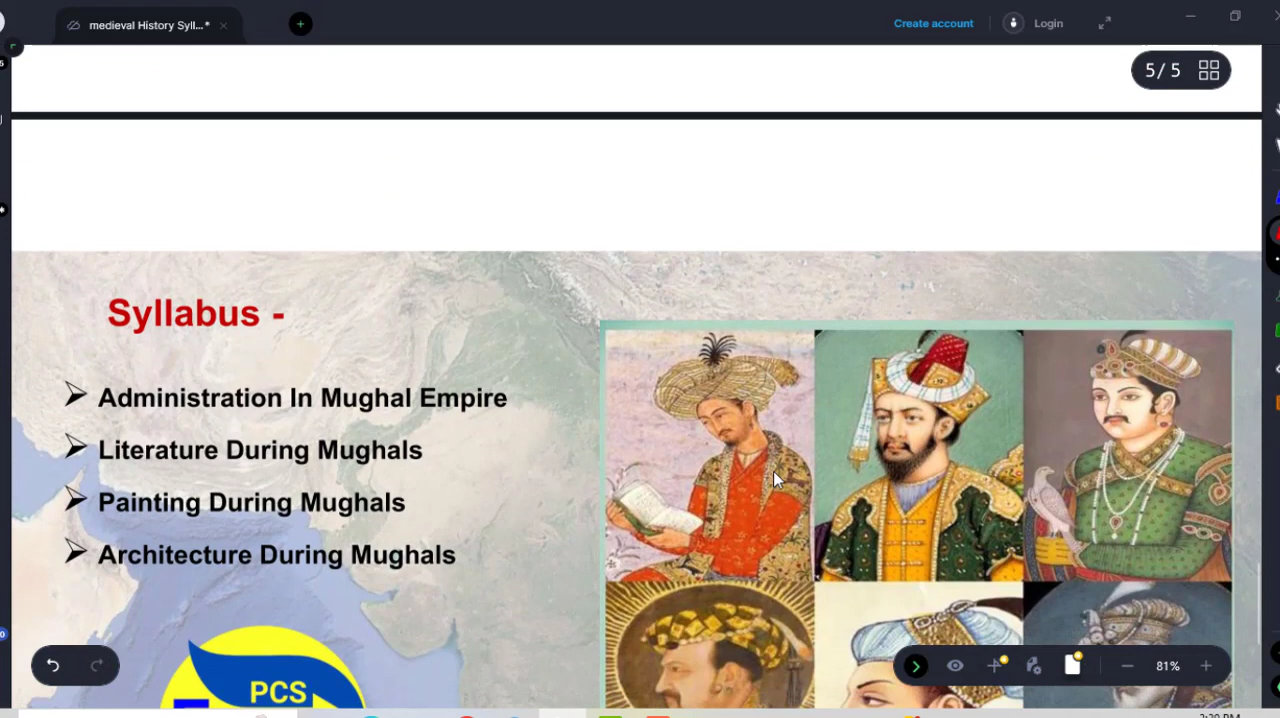 medieval History Syll...*
Create account
Login
5/5
Syllabus -
Administration In Mughal Empire
Literature During Mughals
Painting During Mughals
Architecture During Mughals
PCS
81%